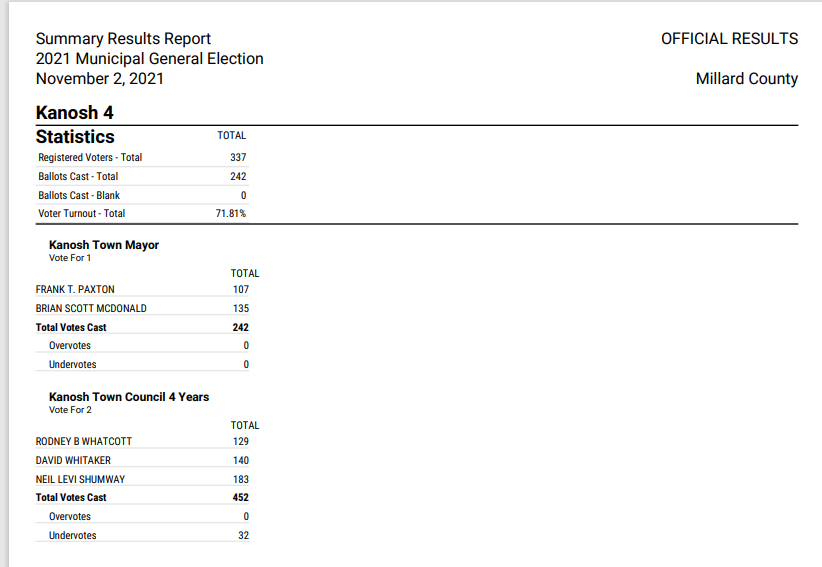 Summary Results Report OFFICIAL RESULTS
2021 Municipal General Election
November 2, 2021 Millard County
Kanosh 4
Statistics TOTAL
Registered Voters - Total 337
Ballots Cast - Total 242
Ballots Cast - Blank 0
Voter Turnout - Total 71.81%
Kanosh Town Mayor
Vote For 1
TOTAL
FRANK T. PAXTON 107
BRIAN SCOTT MCDONALD 135
Total Votes Cast 242
Overvotes 0
Undervotes 0
Kanosh Town Council 4 Years
Vote For 2
TOTAL
RODNEY B WHATCOTT 129
DAVID WHITAKER 140
NEIL LEVI SHUMWAY 183
Total Votes Cast 452
Overvotes 0
Undervotes 32